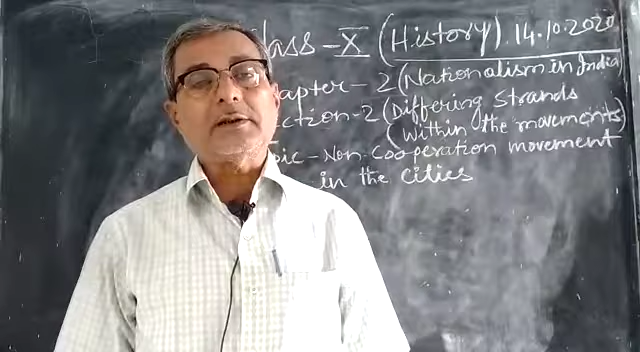 lass - X (History) 14.10.2020
apter - 2 (Nationalism in India)
ction - 2 (Differing Strands
(within the movements)
pic - Non-Cooperation movement
in the cities